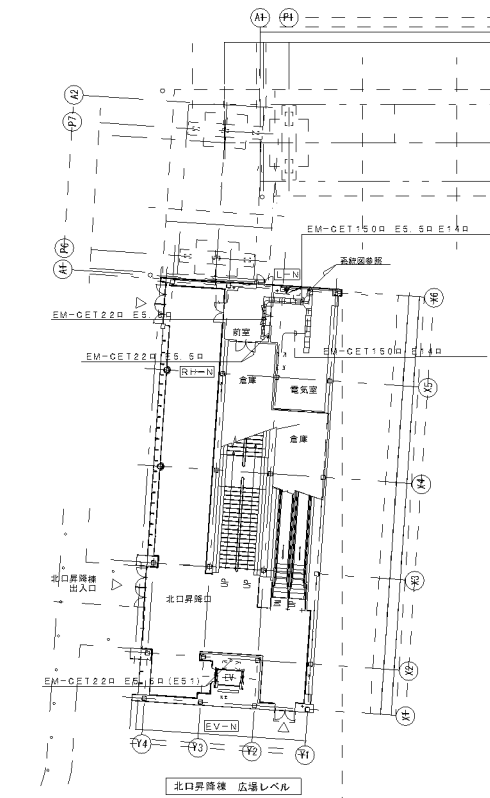 A1 P1
A2
P7
EM-CET150□ E5.5□ E14□
P6
A1
L-N
系統図参照
X6
EM-CET22□ E5.5□
前室
EM-CET22□ E5.5□
EM-CET150□ E14□
RH-N
倉庫
電気室
X5
倉庫
X4
UP
UP
X3
北口昇降棟
出入口
北口昇降口
X2
EM-CET22□ E5.5□(E51)
EV
X1
EV-N
Y4
Y3
Y2
Y1
北口昇降棟 広場レベル